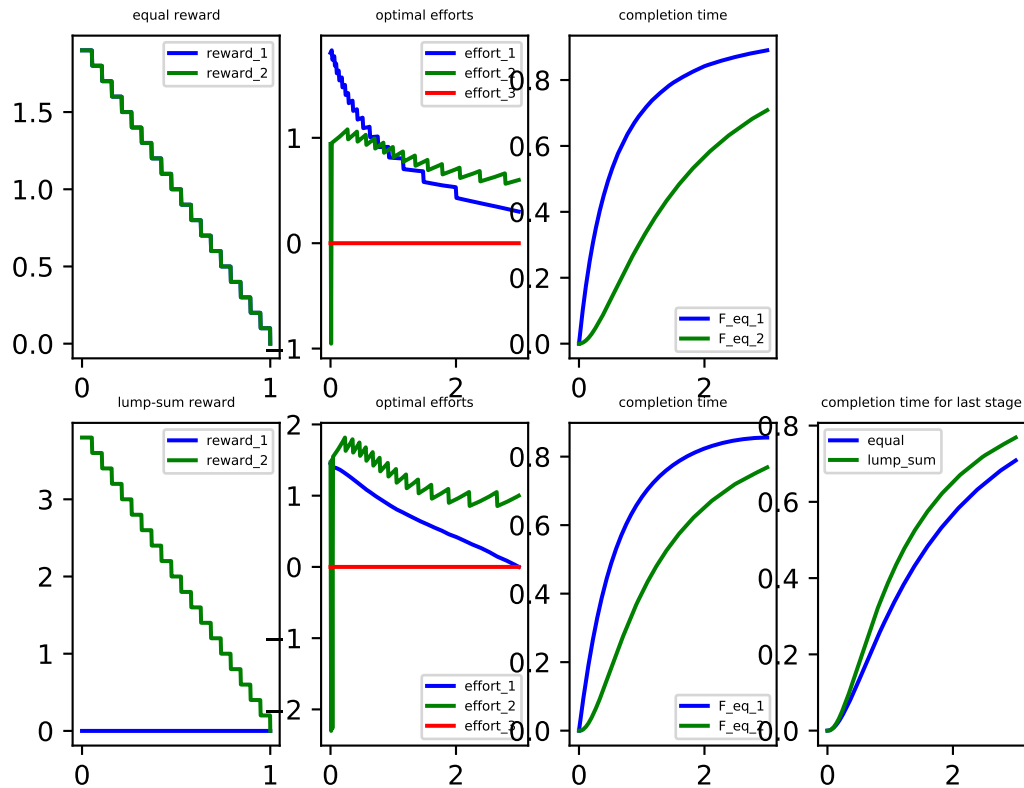 equal reward
reward_1
reward_2
1.5
1.0
0.5
0.0
0 1
optimal efforts
effort_1
effort_2
effort_3
1
0
−1
0 2
completion time
0.8
0.6
0.4
0.2
0.0
F_eq_1
F_eq_2
0 2
lump-sum reward
reward_1
reward_2
3
2
1
0
0 1
optimal efforts
2
1
0
−1
−2
effort_1
effort_2
effort_3
0 2
completion time
0.8
0.6
0.4
0.2
0.0
F_eq_1
F_eq_2
0 2
completion time for last stage
equal
lump_sum
0.8
0.6
0.4
0.2
0.0
0 2